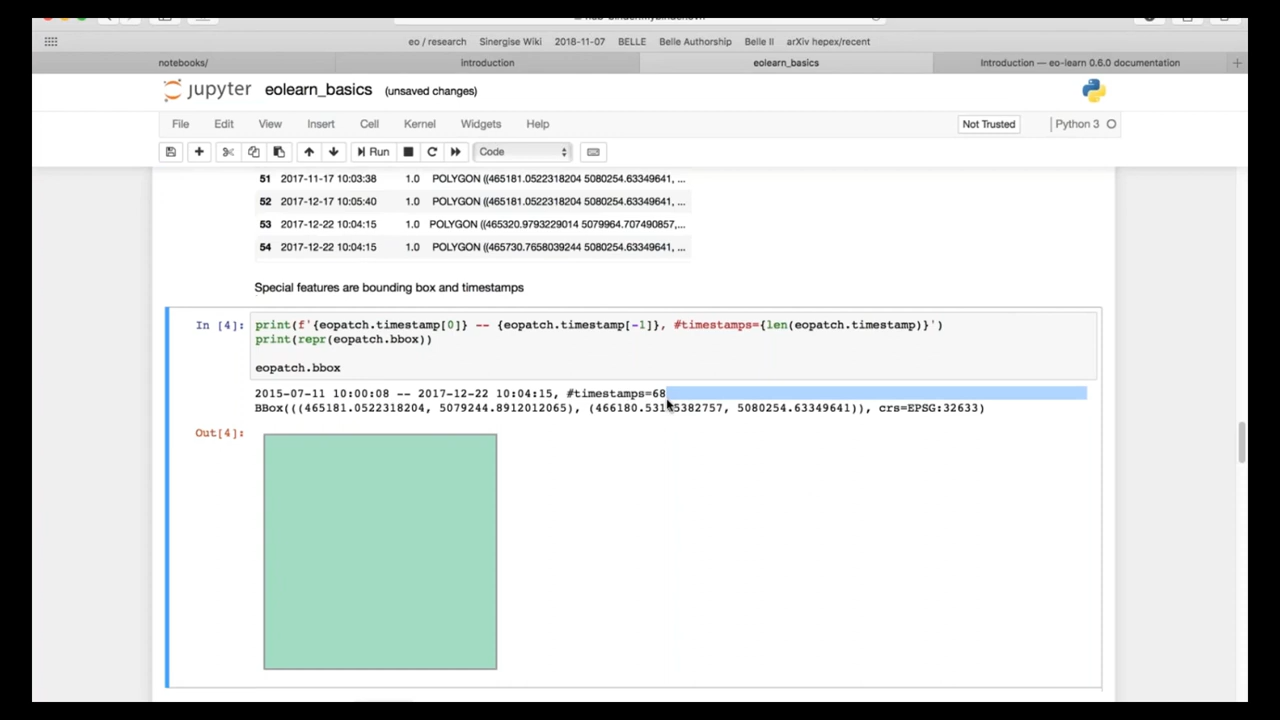 eo / research Sinergise Wiki 2018-11-07 BELLE Belle Authorship Belle II arXiv hepex/recent
notebooks/ introduction eolearn_basics Introduction — eo-learn 0.6.0 documentation
jupyter eolearn_basics (unsaved changes)
File Edit View Insert Cell Kernel Widgets Help Not Trusted Python 3
Run Code
51 2017-11-17 10:03:38 1.0 POLYGON ((465181.0522318204 5080254.63349641, ...
52 2017-12-17 10:05:40 1.0 POLYGON ((465181.0522318204 5080254.63349641, ...
53 2017-12-22 10:04:15 1.0 POLYGON ((465320.9793229014 5079964.707490857,...
54 2017-12-22 10:04:15 1.0 POLYGON ((465730.7658039244 5080254.63349641, ...
Special features are bounding box and timestamps
In [4]: print(f'{eopatch.timestamp[0]} -- {eopatch.timestamp[-1]}, #timestamps={len(eopatch.timestamp)}')
print(repr(eopatch.bbox))
eopatch.bbox
2015-07-11 10:00:08 -- 2017-12-22 10:04:15, #timestamps=68
BBox(((465181.0522318204, 5079244.8912012065), ( 5080254.63349641)), crs=EPSG:32633)
Out[4]: